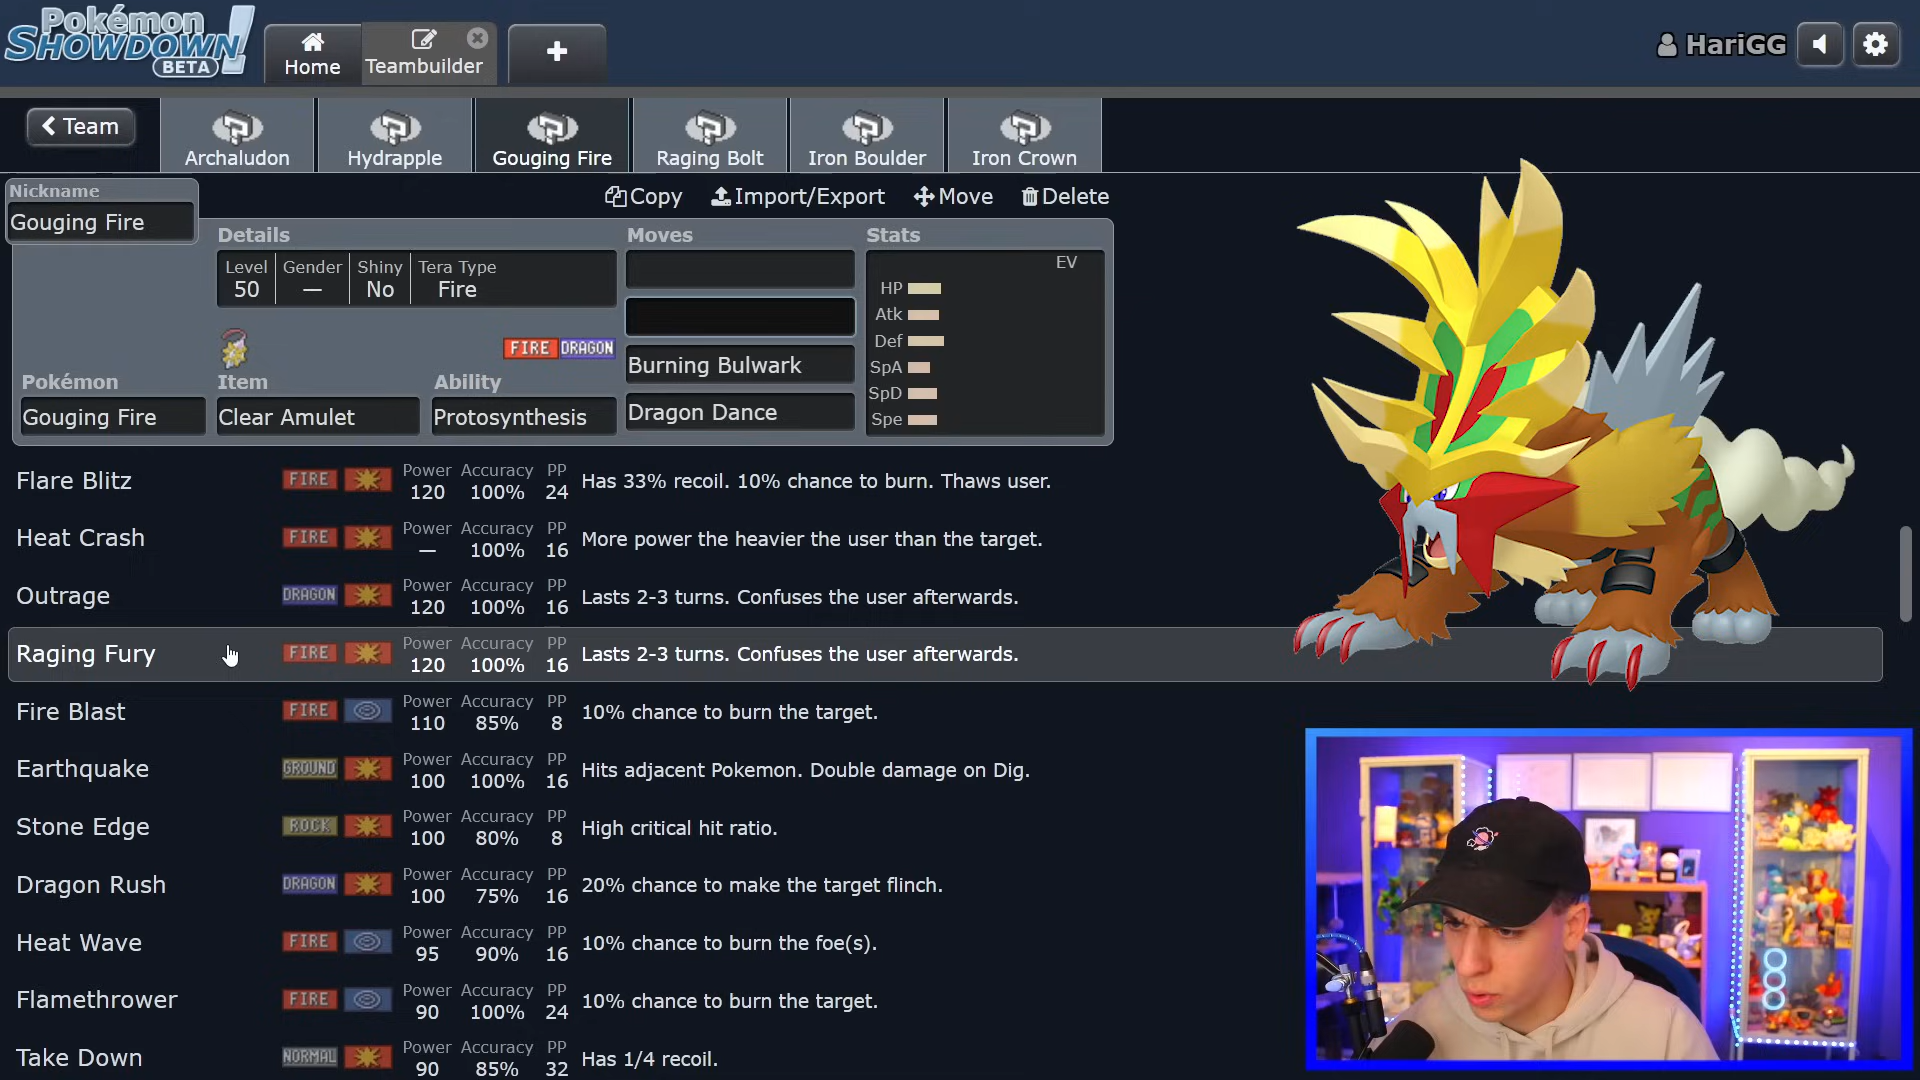 Pokémon
SHOWDOWN!
BETA
Home
Teambuilder
HariGG
Team
Archaludon
Hydrapple
Gouging Fire
Raging Bolt
Iron Boulder
Iron Crown
Nickname
Gouging Fire
Copy
Import/Export
Move
Delete
Details
Moves
Stats
Level
Gender
Shiny
Tera Type
50
—
No
Fire
EV
HP
Atk
Def
SpA
SpD
Spe
FIRE DRAGON
Burning Bulwark
Dragon Dance
Pokémon
Item
Ability
Gouging Fire
Clear Amulet
Protosynthesis
Flare Blitz FIRE Power 120 Accuracy 100% PP 24 Has 33% recoil. 10% chance to burn. Thaws user.
Heat Crash FIRE Power — Accuracy 100% PP 16 More power the heavier the user than the target.
Outrage DRAGON Power 120 Accuracy 100% PP 16 Lasts 2-3 turns. Confuses the user afterwards.
Raging Fury FIRE Power 120 Accuracy 100% PP 16 Lasts 2-3 turns. Confuses the user afterwards.
Fire Blast FIRE Power 110 Accuracy 85% PP 8 10% chance to burn the target.
Earthquake GROUND Power 100 Accuracy 100% PP 16 Hits adjacent Pokemon. Double damage on Dig.
Stone Edge ROCK Power 100 Accuracy 80% PP 8 High critical hit ratio.
Dragon Rush DRAGON Power 100 Accuracy 75% PP 16 20% chance to make the target flinch.
Heat Wave FIRE Power 95 Accuracy 90% PP 16 10% chance to burn the foe(s).
Flamethrower FIRE Power 90 Accuracy 100% PP 24 10% chance to burn the target.
Take Down NORMAL Power 90 Accuracy 85% PP 32 Has 1/4 recoil.